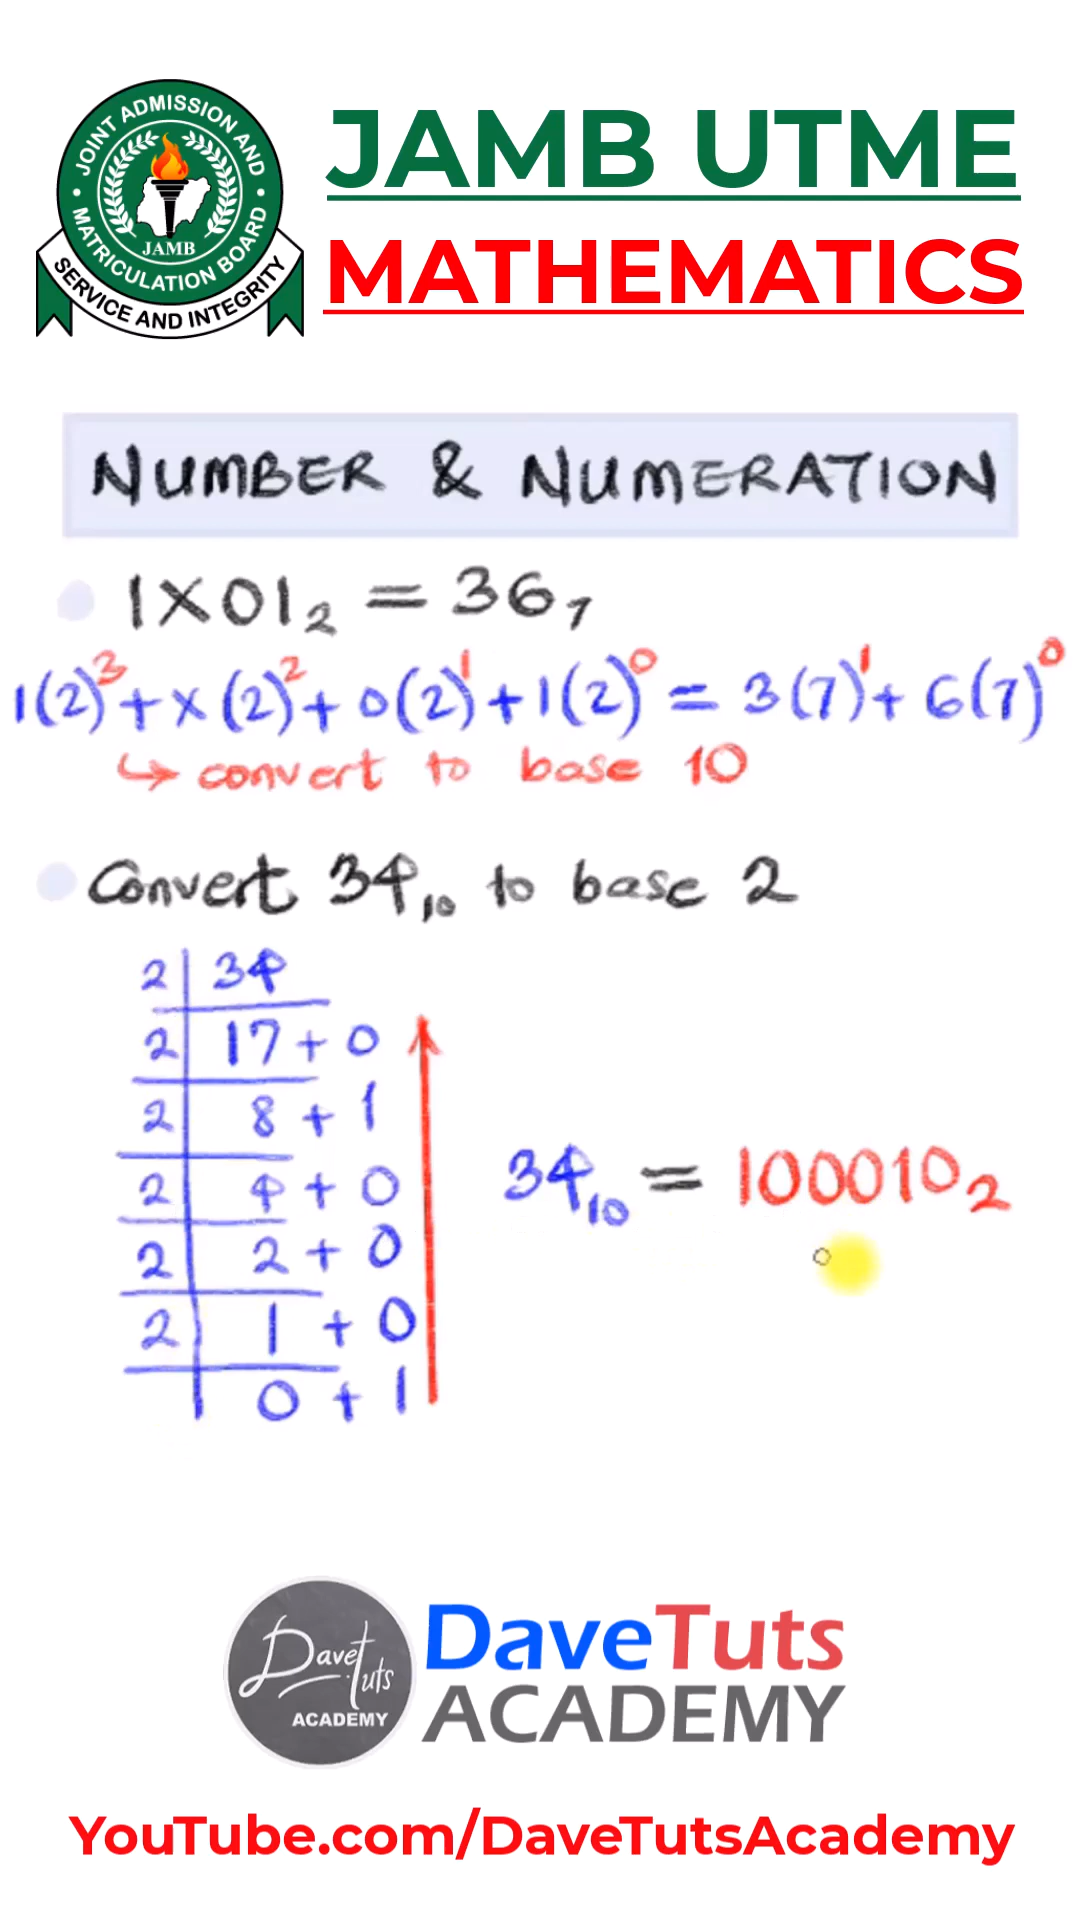 JOINT ADMISSION AND
MATRICULATION BOARD
JAMB
SERVICE AND INTEGRITY
JAMB UTME
MATHEMATICS
NUMBER & NUMERATION
1X01₂ = 36₇
1(2)³ + x(2)² + 0(2)¹ + 1(2)⁰ = 3(7)¹ + 6(7)⁰
↳ convert to base 10
Convert 34₁₀ to base 2
2 | 34
2 | 17 + 0
2 | 8 + 1
2 | 4 + 0
2 | 2 + 0
2 | 1 + 0
| 0 + 1
34₁₀ = 100010₂
Dave Tuts
ACADEMY
DaveTuts
ACADEMY
YouTube.com/DaveTutsAcademy